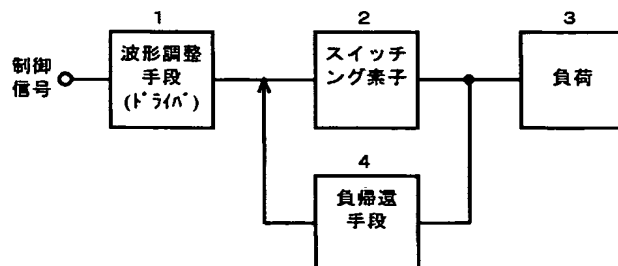 1
2
3
制御
信号
波形調整
手段
(ﾄﾞﾗｲﾊﾞ)
スイッチ
ング素子
負荷
4
負帰還
手段